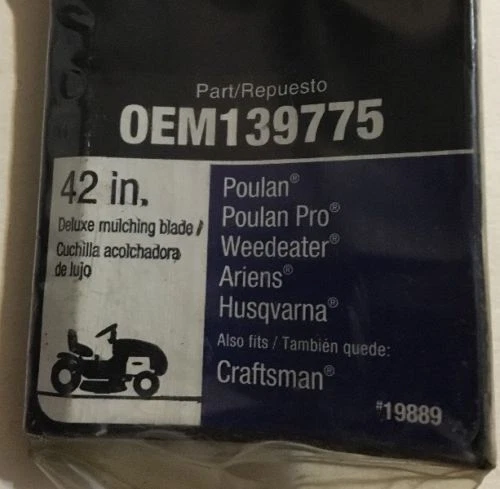 Part/Repuesto
OEM139775
42 in.
Deluxe mulching blade /
Cuchilla acolchadora
de lujo
Poulan®
Poulan Pro®
Weedeater®
Ariens®
Husqvarna®
Also fits / También quede:
Craftsman®
#19889